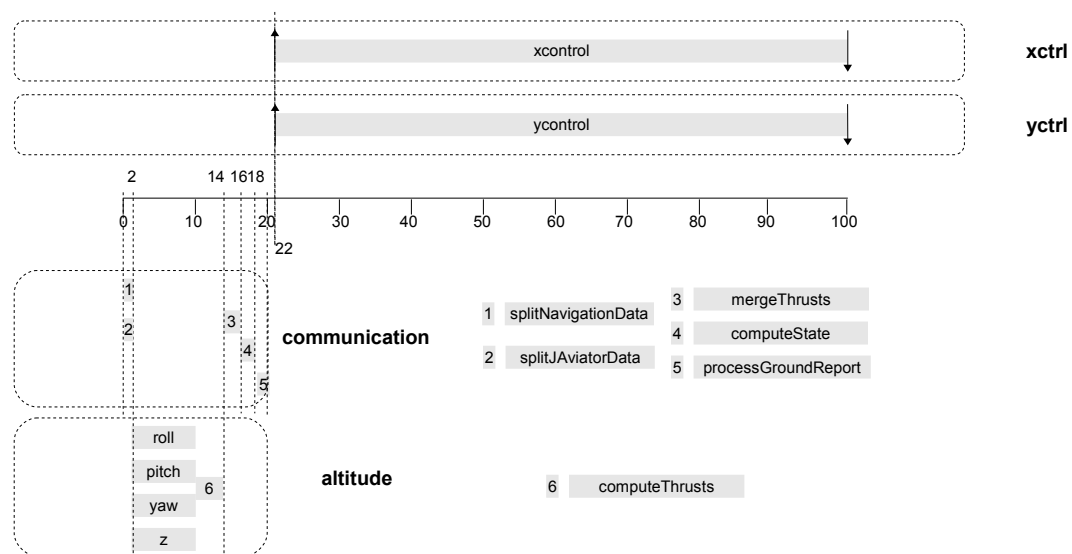 xcontrol xctrl
ycontrol yctrl
2 14 16 18
0 10 20 30 40 50 60 70 80 90 100
22
1
2
3
4
5
communication
1 splitNavigationData
2 splitJAviatorData
3 mergeThrusts
4 computeState
5 processGroundReport
roll
pitch
yaw
z
6
altitude
6 computeThrusts